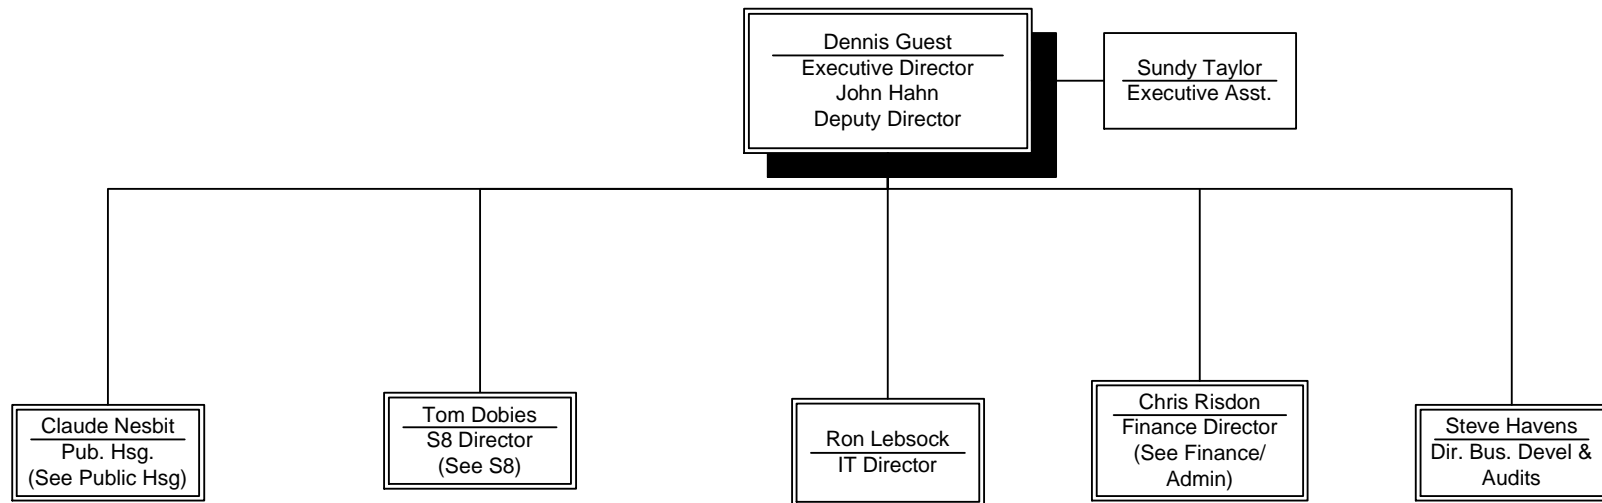 Dennis Guest
Executive Director
John Hahn
Deputy Director
Sundy Taylor
Executive Asst.
Claude Nesbit
Pub. Hsg.
(See Public Hsg)
Tom Dobies
S8 Director
(See S8)
Ron Lebsock
IT Director
Chris Risdon
Finance Director
(See Finance/
Admin)
Steve Havens
Dir. Bus. Devel &
Audits